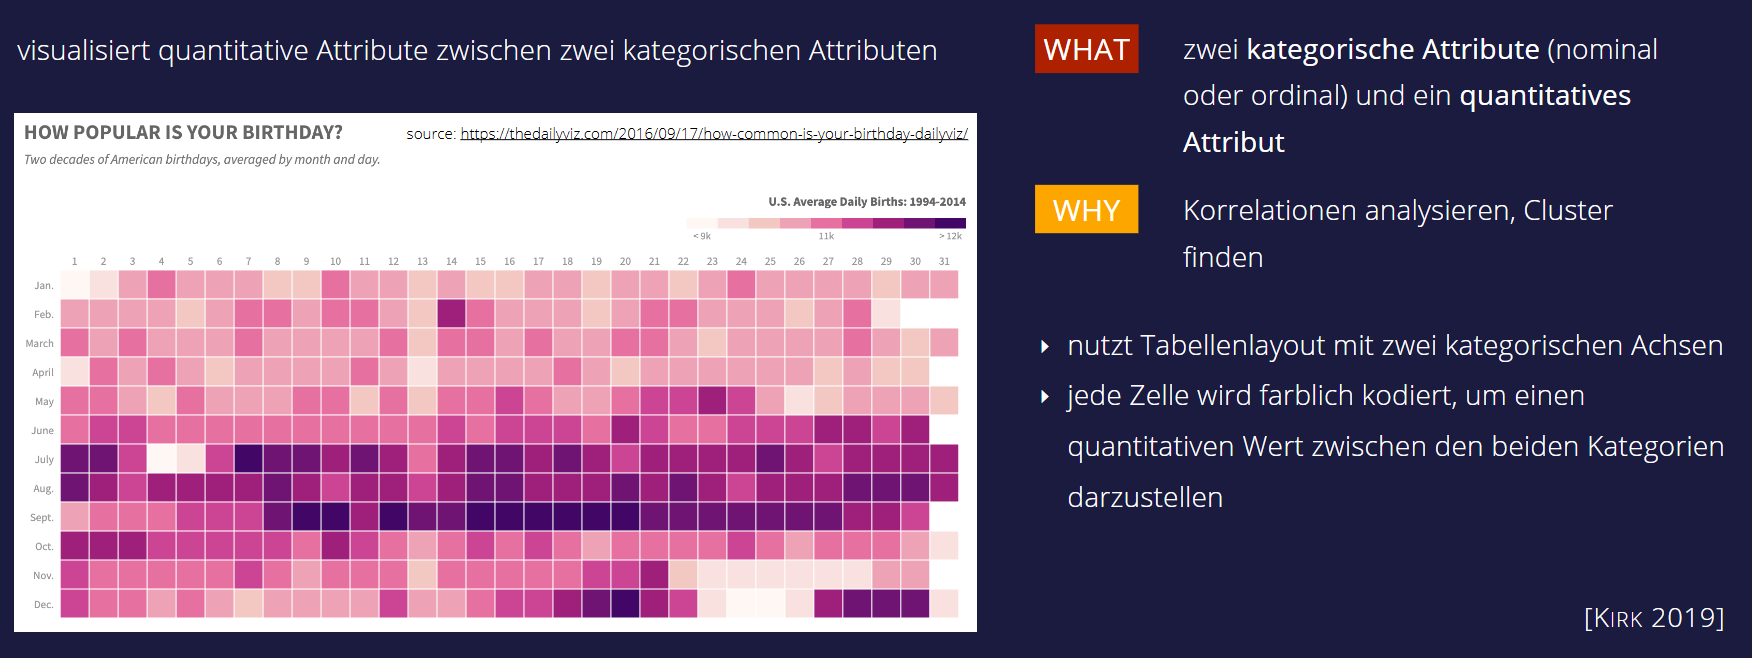 visualisiert quantitative Attribute zwischen zwei kategorischen Attributen
HOW POPULAR IS YOUR BIRTHDAY?
source: https://thedailyviz.com/2016/09/17/how-common-is-your-birthday-dailyviz/
Two decades of American birthdays, averaged by month and day.
U.S. Average Daily Births: 1994-2014
< 9k 11k > 12k
1 2 3 4 5 6 7 8 9 10 11 12 13 14 15 16 17 18 19 20 21 22 23 24 25 26 27 28 29 30 31
Jan.
Feb.
March
April
May
June
July
Aug.
Sept.
Oct.
Nov.
Dec.
WHAT
zwei kategorische Attribute (nominal
oder ordinal) und ein quantitatives
Attribut
WHY
Korrelationen analysieren, Cluster
finden
nutzt Tabellenlayout mit zwei kategorischen Achsen
jede Zelle wird farblich kodiert, um einen
quantitativen Wert zwischen den beiden Kategorien
darzustellen
[KIRK 2019]